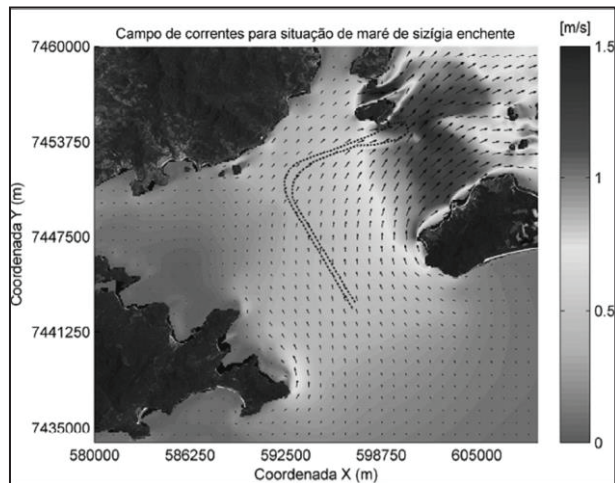 Campo de correntes para situação de maré de sizígia enchente
[m/s]
7460000
7453750
7447500
7441250
7435000
Coordenada Y (m)
580000 586250 592500 598750 605000
Coordenada X (m)
1.5
1
0.5
0